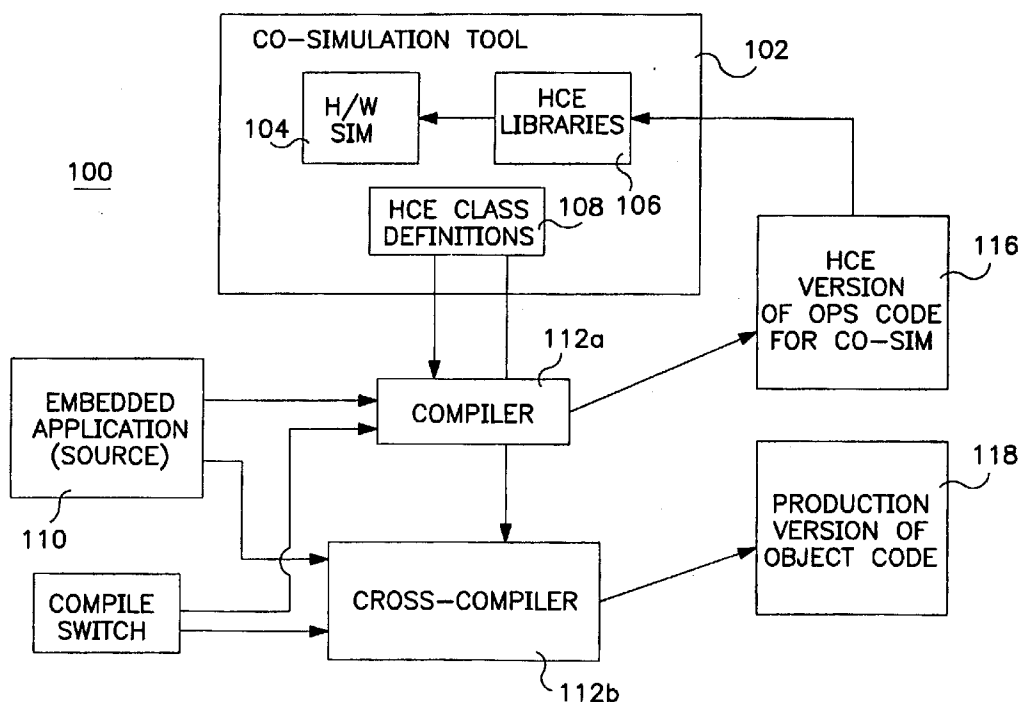 CO-SIMULATION TOOL
102
H/W
SIM
104
HCE
LIBRARIES
106
100
HCE CLASS
DEFINITIONS
108
HCE
VERSION
OF OPS CODE
FOR CO-SIM
116
112a
COMPILER
EMBEDDED
APPLICATION
(SOURCE)
110
118
PRODUCTION
VERSION OF
OBJECT CODE
COMPILE
SWITCH
CROSS-COMPILER
112b